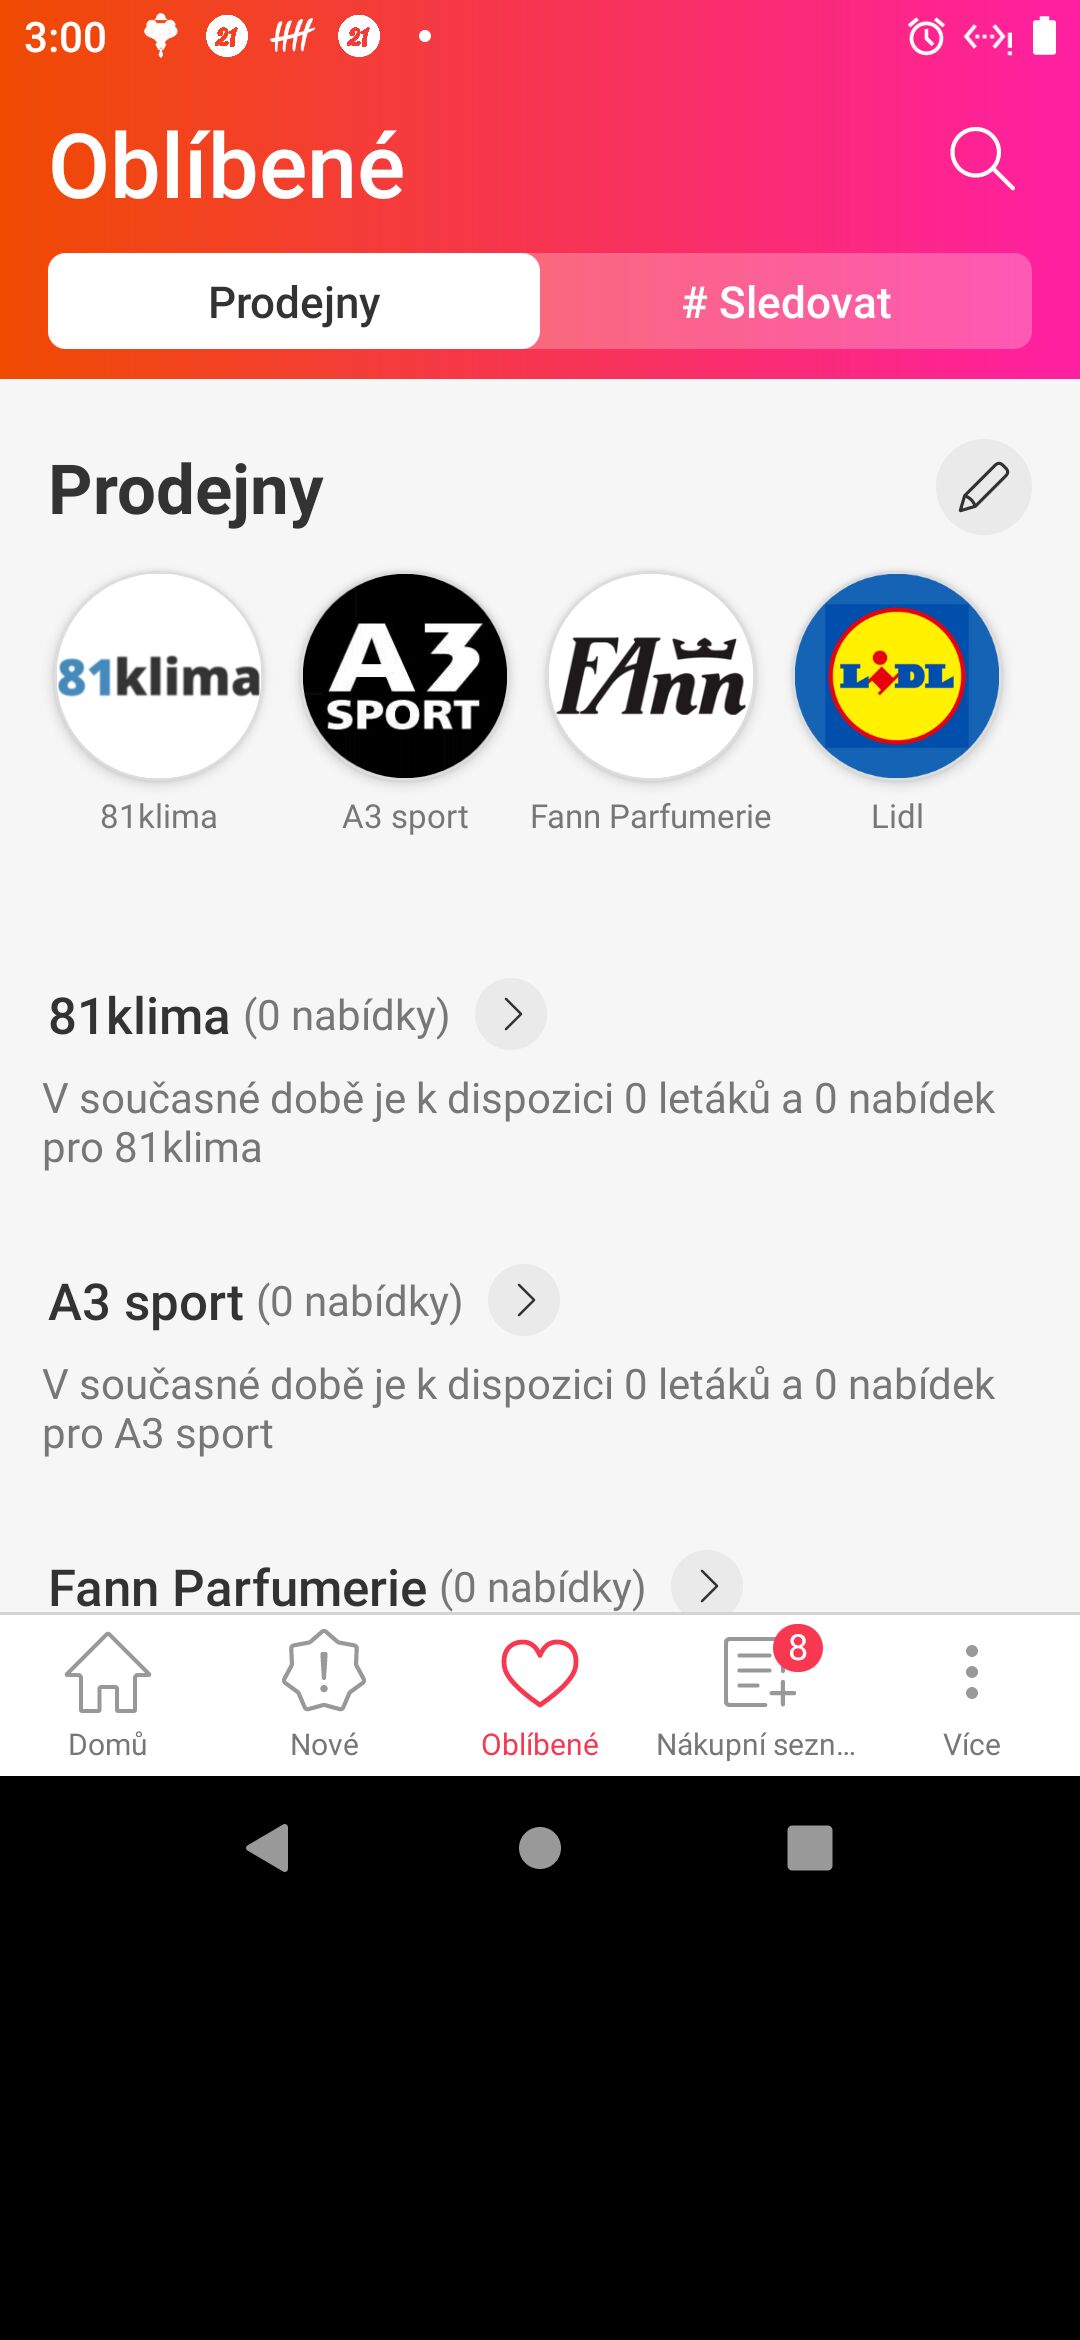 3:00
21
21
Oblíbené
Prodejny
# Sledovat
Prodejny
81klima
A3
SPORT
FAnn
LIDL
81klima
A3 sport
Fann Parfumerie
Lidl
81klima (0 nabídky)
V současné době je k dispozici 0 letáků a 0 nabídek
pro 81klima
A3 sport (0 nabídky)
V současné době je k dispozici 0 letáků a 0 nabídek
pro A3 sport
Fann Parfumerie (0 nabídky)
8
Domů
Nové
Oblíbené
Nákupní sezn...
Více